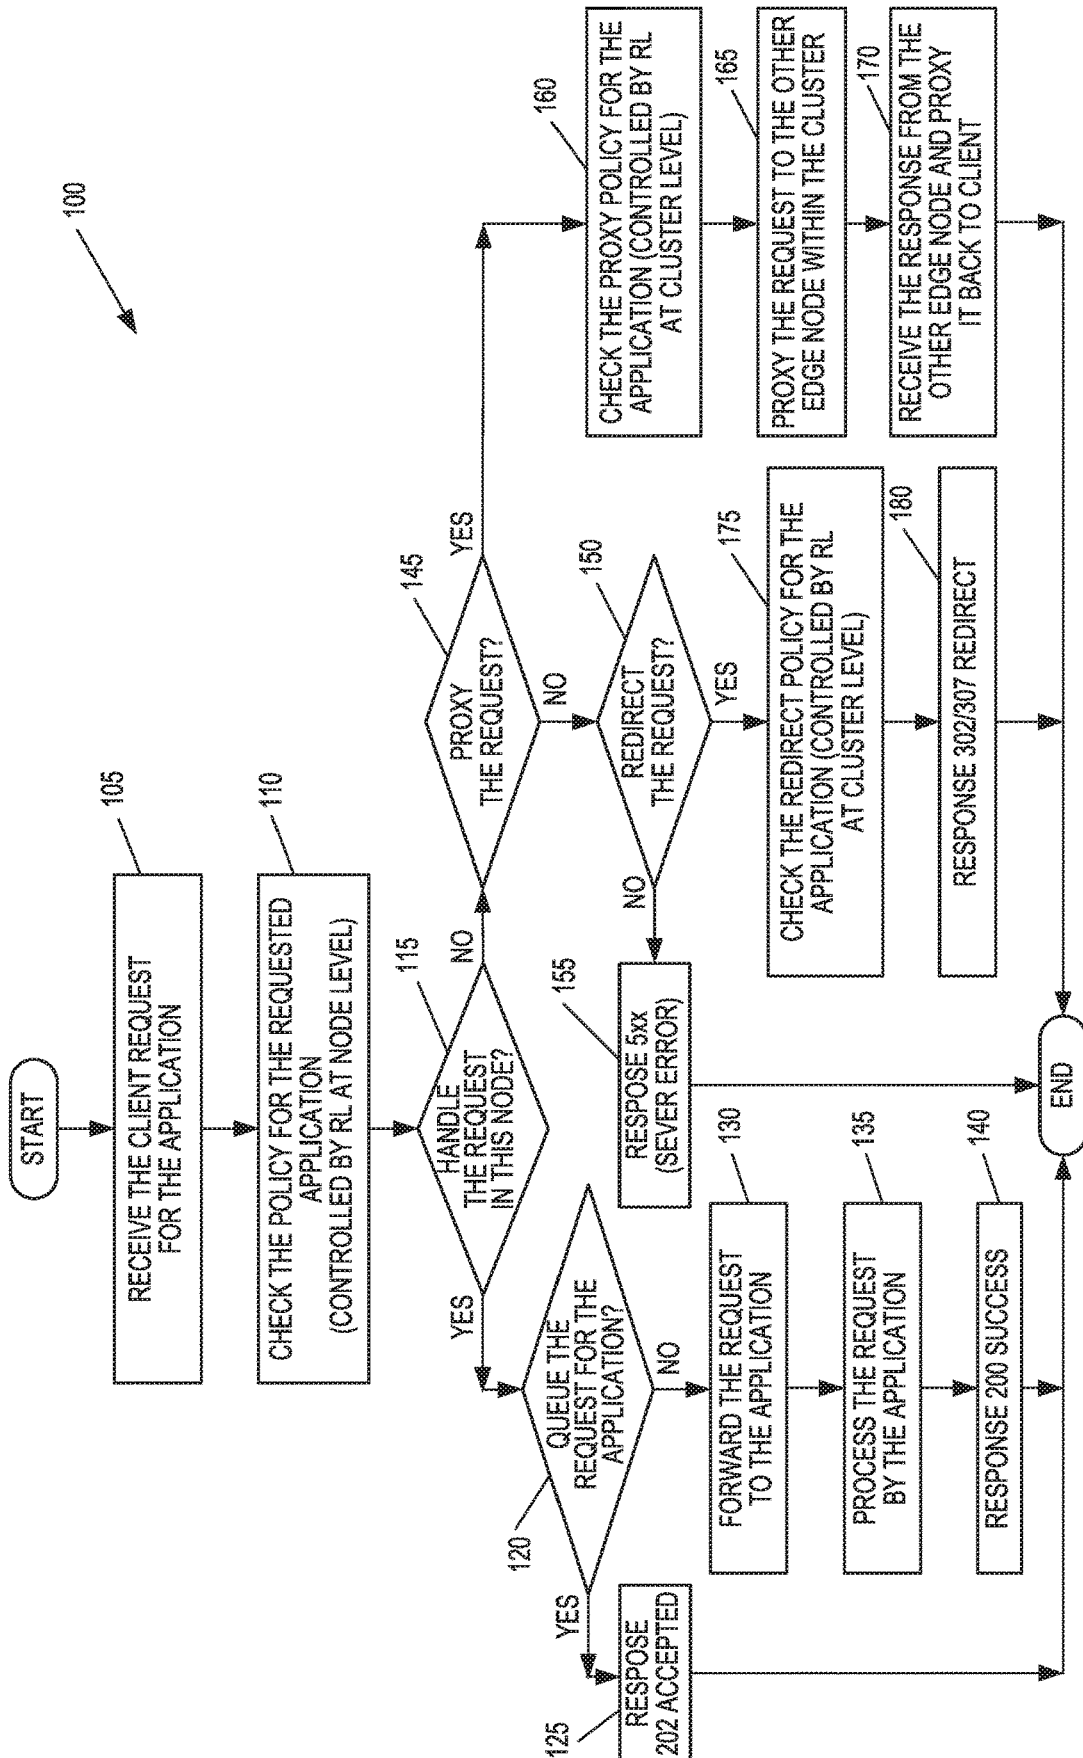 100
START
RECEIVE THE CLIENT REQUEST
FOR THE APPLICATION
105
CHECK THE POLICY FOR THE REQUESTED
APPLICATION
(CONTROLLED BY RL AT NODE LEVEL)
110
HANDLE
THE REQUEST
IN THIS NODE?
115
YES
NO
QUEUE THE
REQUEST FOR THE
APPLICATION?
120
YES
NO
RESPOSE
202 ACCEPTED
125
FORWARD THE REQUEST
TO THE APPLICATION
130
PROCESS THE REQUEST
BY THE APPLICATION
135
RESPONSE 200 SUCCESS
140
PROXY
THE REQUEST?
145
YES
NO
REDIRECT
THE REQUEST?
150
NO
YES
RESPOSE 5xx
(SEVER ERROR)
155
CHECK THE PROXY POLICY FOR THE
APPLICATION (CONTROLLED BY RL
AT CLUSTER LEVEL)
160
PROXY THE REQUEST TO THE OTHER
EDGE NODE WITHIN THE CLUSTER
165
RECEIVE THE RESPONSE FROM THE
OTHER EDGE NODE AND PROXY
IT BACK TO CLIENT
170
CHECK THE REDIRECT POLICY FOR THE
APPLICATION (CONTROLLED BY RL
AT CLUSTER LEVEL)
175
RESPONSE 302/307 REDIRECT
180
END